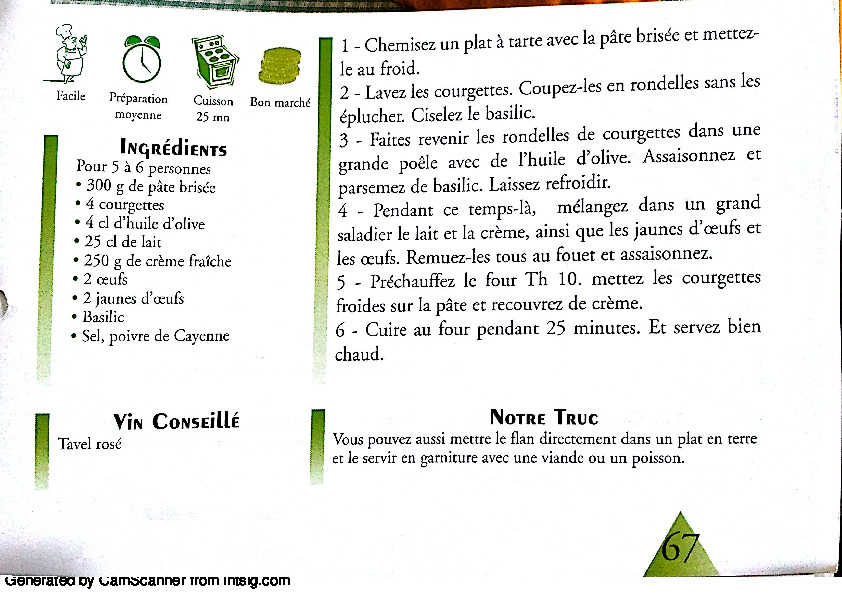 Facile
Préparation
moyenne
Cuisson
25 mn
Bon marché
Ingrédients
Pour 5 à 6 personnes
• 300 g de pâte brisée
• 4 courgettes
• 4 cl d'huile d'olive
• 25 cl de lait
• 250 g de crème fraîche
• 2 œufs
• 2 jaunes d'œufs
• Basilic
• Sel, poivre de Cayenne
Vin Conseillé
Tavel rosé
1 - Chemisez un plat à tarte avec la pâte brisée et mettez-
le au froid.
2 - Lavez les courgettes. Coupez-les en rondelles sans les
éplucher. Ciselez le basilic.
3 - Faites revenir les rondelles de courgettes dans une
grande poêle avec de l'huile d'olive. Assaisonnez et
parsemez de basilic. Laissez refroidir.
4 - Pendant ce temps-là, mélangez dans un grand
saladier le lait et la crème, ainsi que les jaunes d'œufs et
les œufs. Remuez-les tous au fouet et assaisonnez.
5 - Préchauffez le four Th 10. mettez les courgettes
froides sur la pâte et recouvrez de crème.
6 - Cuire au four pendant 25 minutes. Et servez bien
chaud.
Notre Truc
Vous pouvez aussi mettre le flan directement dans un plat en terre
et le servir en garniture avec une viande ou un poisson.
67
Generated by CamScanner from intsig.com